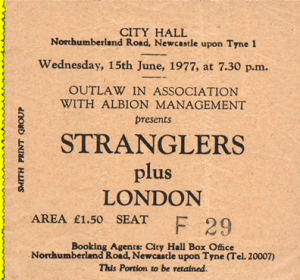 CITY HALL
Northumberland Road, Newcastle upon Tyne 1
Wednesday, 15th June, 1977, at 7.30 p.m.
OUTLAW IN ASSOCIATION
WITH ALBION MANAGEMENT
presents
STRANGLERS
plus
LONDON
AREA £1.50 SEAT F 29
Booking Agents: City Hall Box Office
Northumberland Road, Newcastle upon Tyne (Tel. 20007)
This Portion to be retained.
SMITH PRINT GROUP